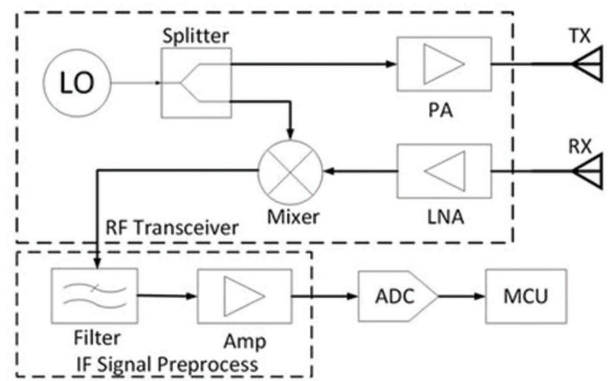 Splitter
TX
LO
PA
RX
LNA
Mixer
RF Transceiver
ADC
MCU
Filter
Amp
IF Signal Preprocess